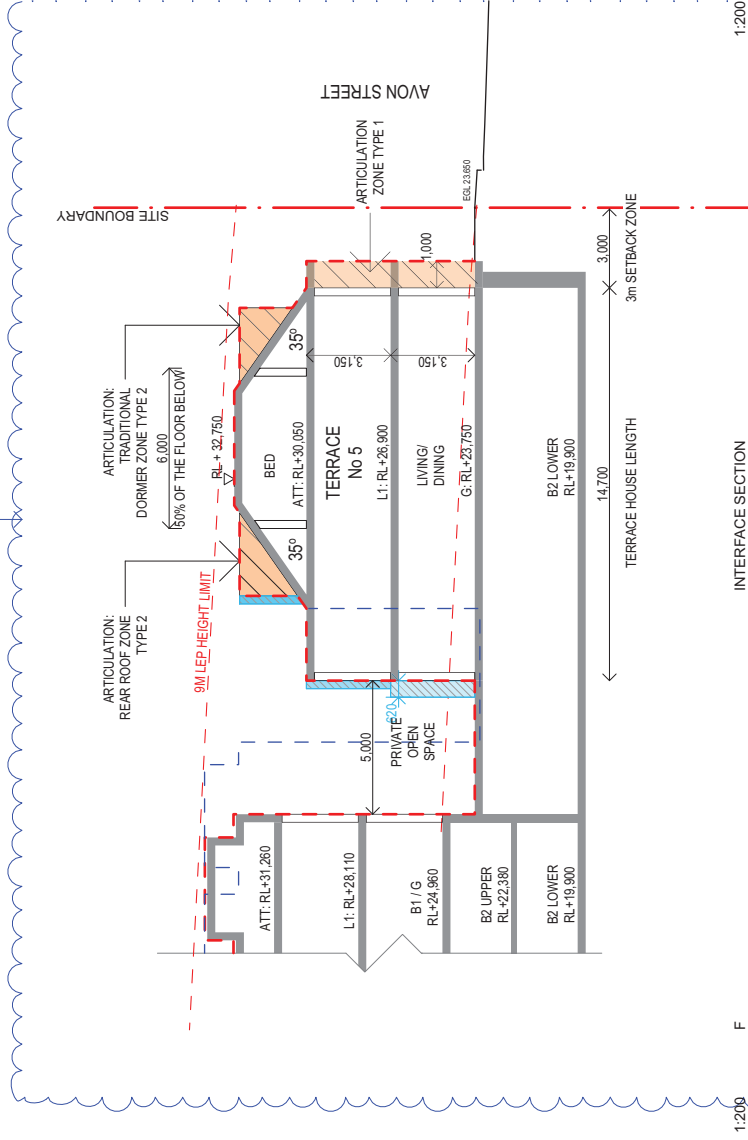 ARTICULATION:
TRADITIONAL
DORMER ZONE TYPE 2
6,000
50% OF THE FLOOR BELOW
RL + 32,750
ARTICULATION:
REAR ROOF ZONE
TYPE 2
9M LEP HEIGHT LIMIT
SITE BOUNDARY
AVON STREET
ARTICULATION
ZONE TYPE 1
EGL 23.650
1,000
35º
35º
BED
ATT: RL+30,050
TERRACE
No 5
3,150
L1: RL+26,900
LIVING/
DINING
3,150
G: RL+23,750
620
5,000
PRIVATE
OPEN
SPACE
ATT: RL+31,260
L1: RL+28,110
B1 / G
RL+24,960
B2 UPPER
RL+22,380
B2 LOWER
RL+19,900
B2 LOWER
RL+19,900
14,700
TERRACE HOUSE LENGTH
3,000
3m SETBACK ZONE
INTERFACE SECTION
F
1:200
1:200